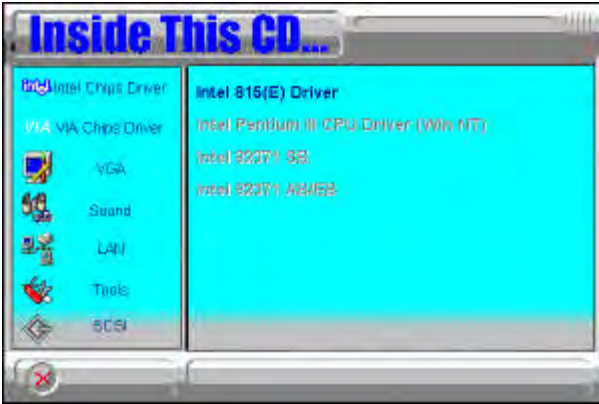 Inside This CD...
intel Intel Chips Driver
VIA VIA Chips Driver
VGA
Sound
LAN
Tools
SCSI
Intel 815(E) Driver
Intel Pentium III CPU Driver (Win NT)
Intel 82371 SB
Intel 82371 AB/EB